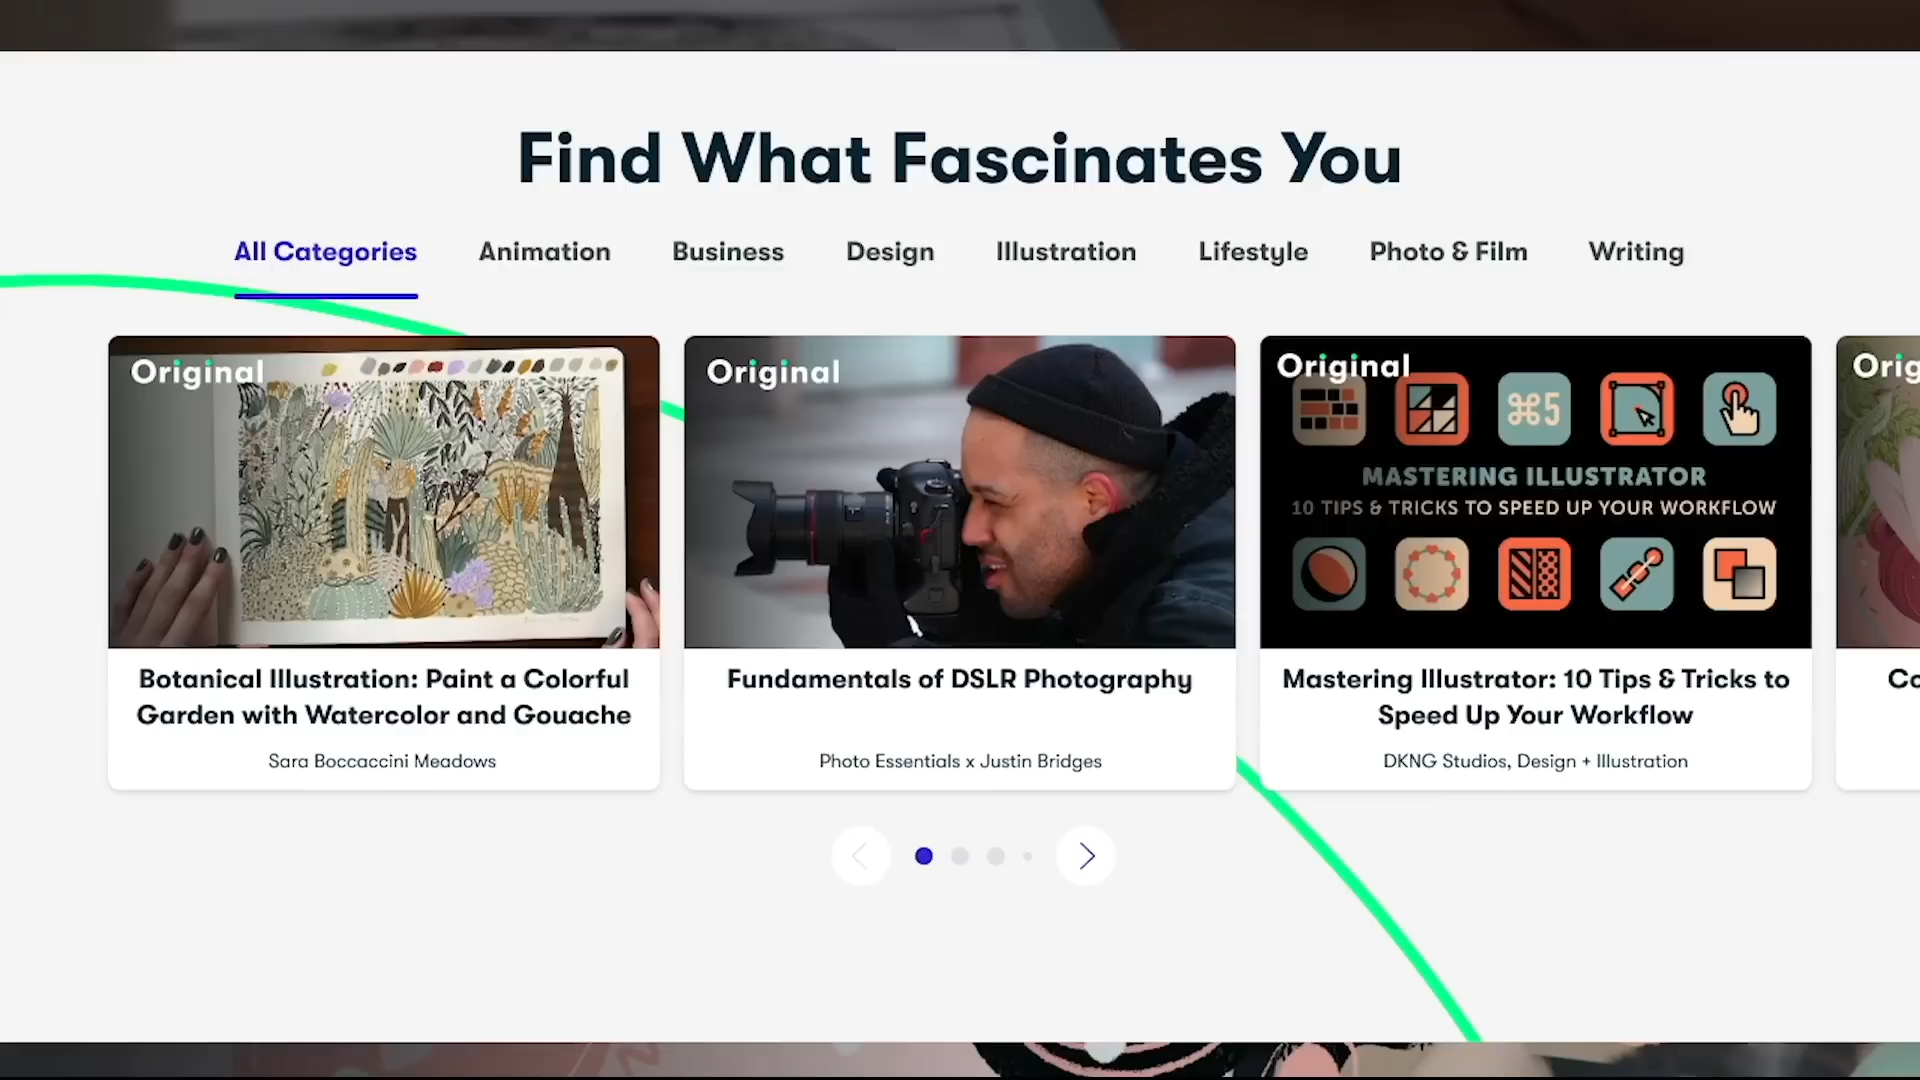 Find What Fascinates You
All Categories Animation Business Design Illustration Lifestyle Photo & Film Writing
Original
Original
Original
Orig
⌘5
MASTERING ILLUSTRATOR
10 TIPS & TRICKS TO SPEED UP YOUR WORKFLOW
Botanical Illustration: Paint a Colorful
Garden with Watercolor and Gouache
Sara Boccaccini Meadows
Fundamentals of DSLR Photography
Photo Essentials x Justin Bridges
Mastering Illustrator: 10 Tips & Tricks to
Speed Up Your Workflow
DKNG Studios, Design + Illustration
Co